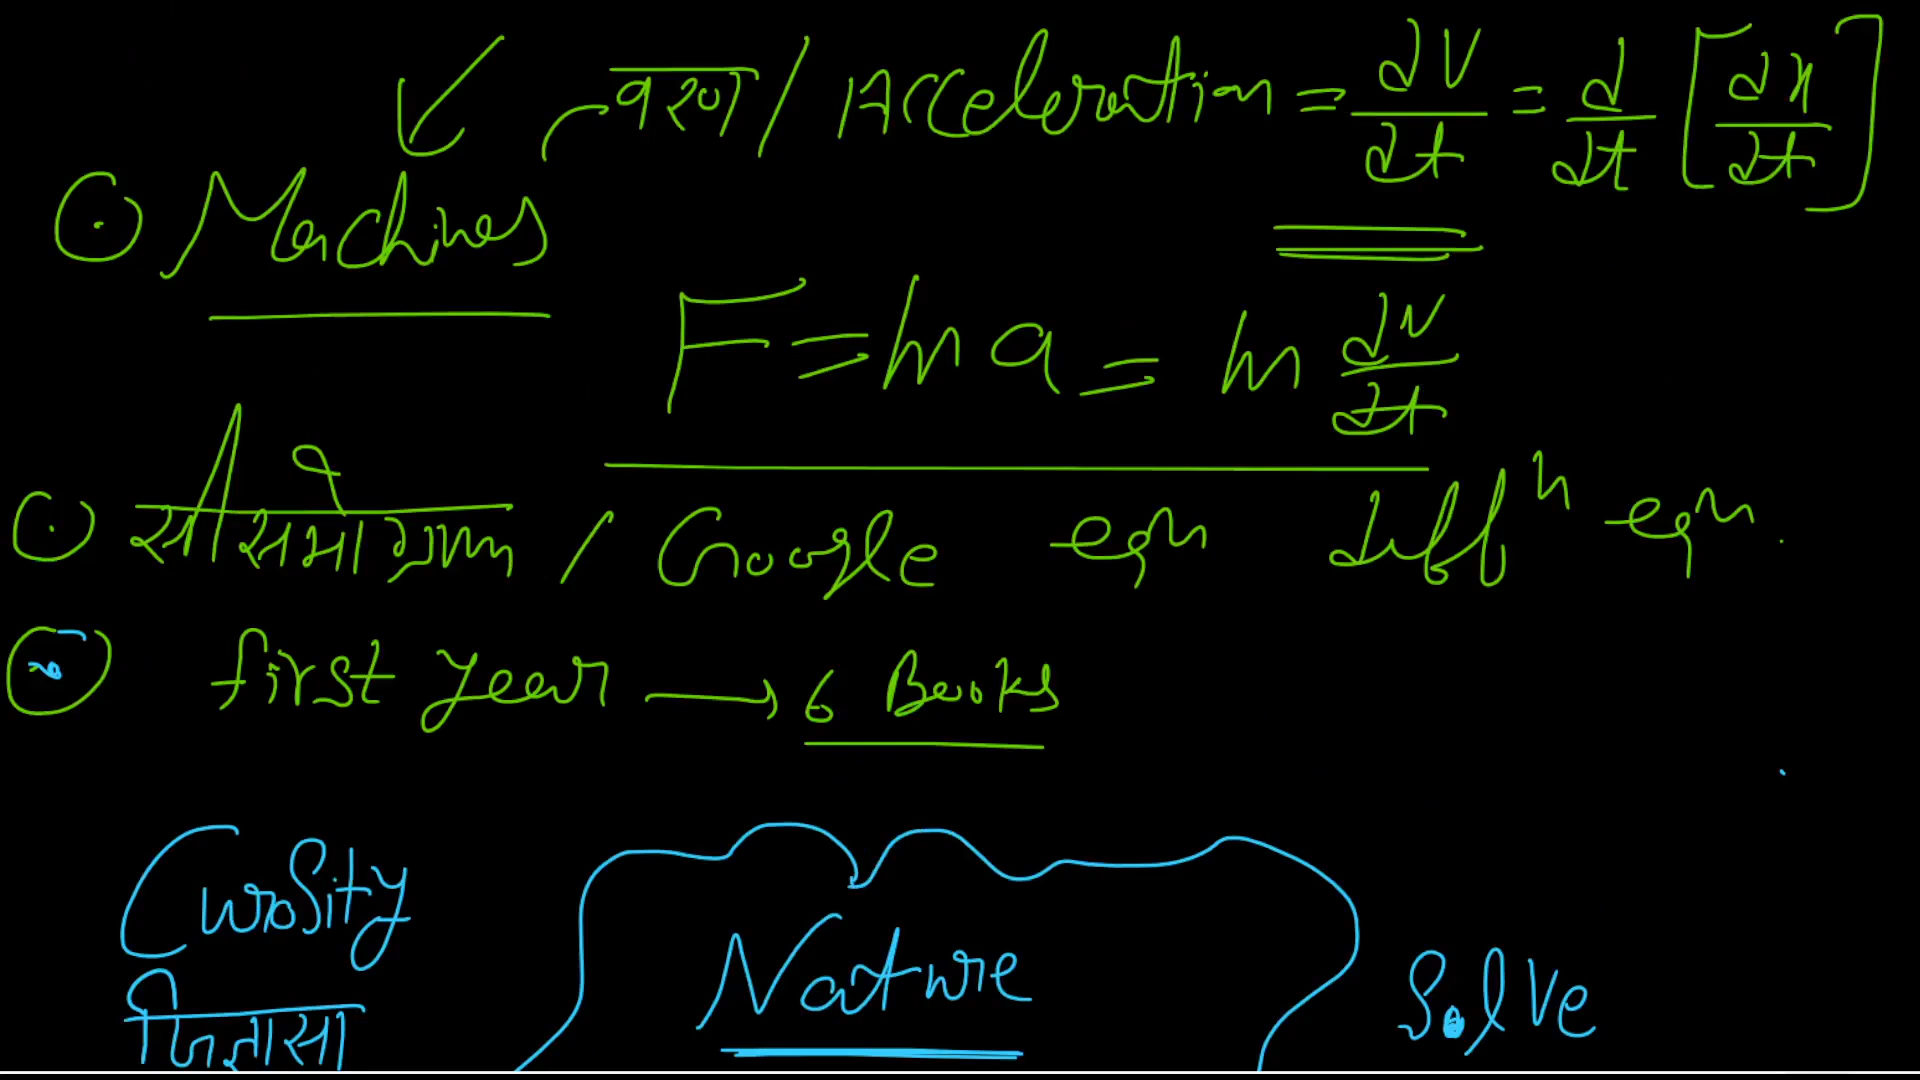 त्वरण / Acceleration = dv/dt = d/dt [dx/dt]
⊙ Machines
F = ma = m dv/dt
⊙ / Google eqn diffn eqn.
first year → 6 Books
Curosity
Nature
Solve
जिज्ञासा